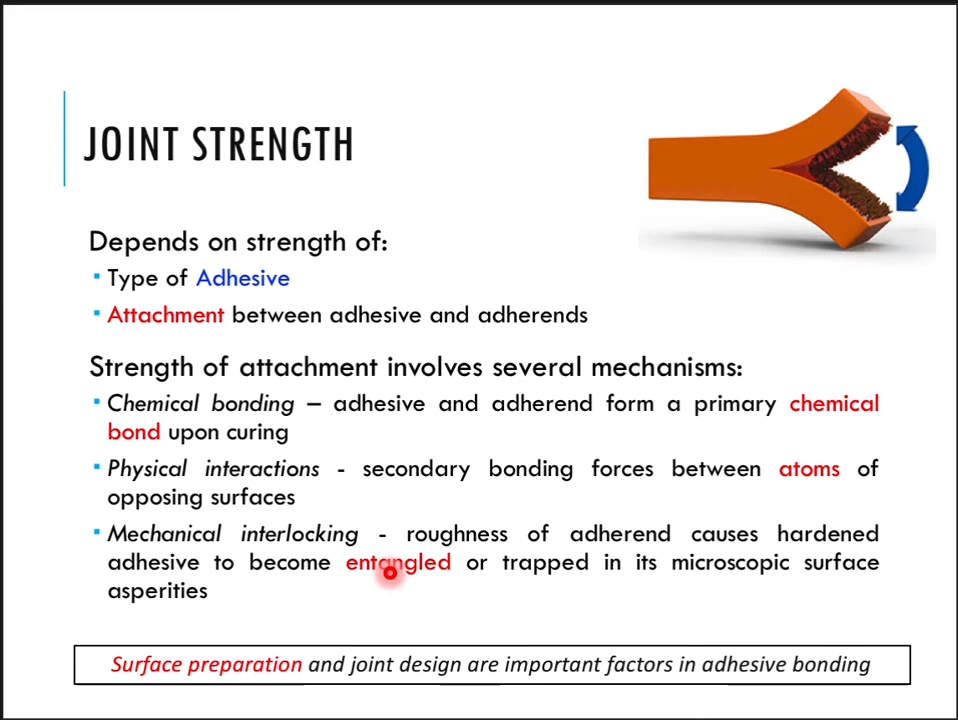 JOINT STRENGTH
Depends on strength of:
▪ Type of Adhesive
▪ Attachment between adhesive and adherends
Strength of attachment involves several mechanisms:
▪ Chemical bonding – adhesive and adherend form a primary chemical
bond upon curing
▪ Physical interactions - secondary bonding forces between atoms of
opposing surfaces
▪ Mechanical interlocking - roughness of adherend causes hardened
adhesive to become entangled or trapped in its microscopic surface
asperities
Surface preparation and joint design are important factors in adhesive bonding